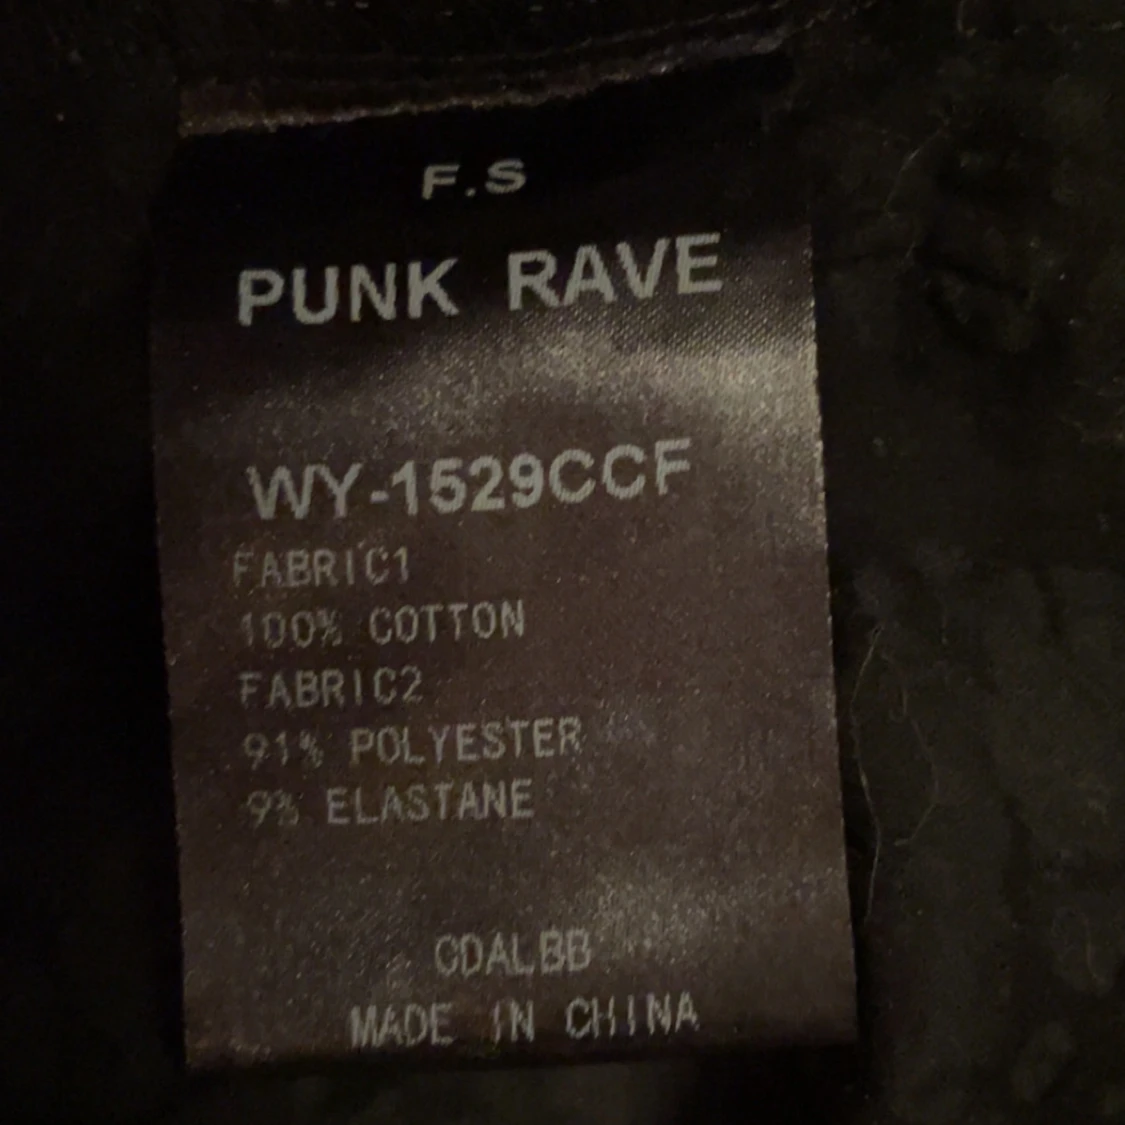 F.S
PUNK RAVE
WY-1529CCF
FABRIC1
100% COTTON
FABRIC2
91% POLYESTER
9% ELASTANE
CDALBB
MADE IN CHINA